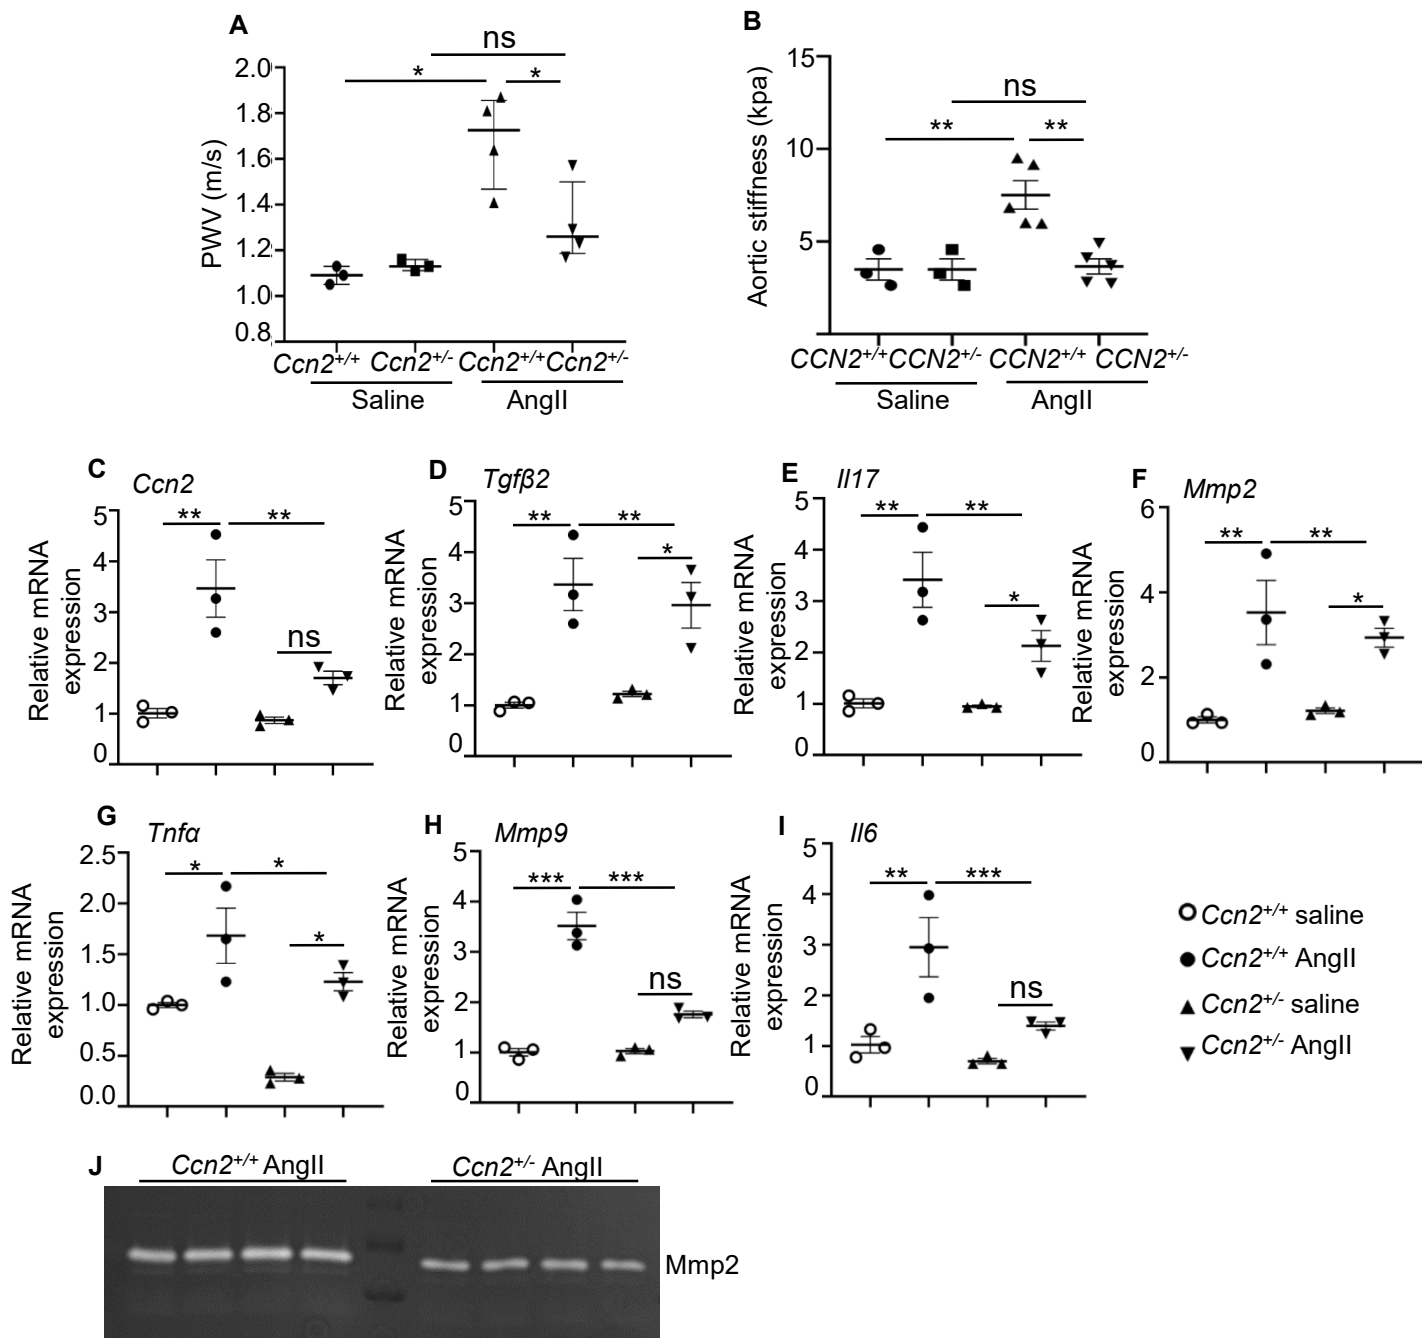 A
ns
*
*
2.0
1.8
1.6
1.4
1.2
1.0
0.8
PWV (m/s)
Ccn2+/+ Ccn2+/- Ccn2+/+ Ccn2+/-
Saline AngII
B
ns
** **
15
10
5
Aortic stiffness (kpa)
CCN2+/+ CCN2+/- CCN2+/+ CCN2+/-
Saline AngII
C
Ccn2
** **
ns
5
4
3
2
1
0
Relative mRNA
expression
D
Tgfβ2
** **
*
5
4
3
2
1
0
Relative mRNA
expression
E
Il17
** **
*
5
4
3
2
1
0
Relative mRNA
expression
F
Mmp2
** **
*
6
4
2
0
Relative mRNA
expression
G
Tnfα
* *
*
2.5
2.0
1.5
1.0
0.5
0.0
Relative mRNA
expression
H
Mmp9
*** ***
ns
5
4
3
2
1
0
Relative mRNA
expression
I
Il6
** ***
ns
5
4
3
2
1
0
Relative mRNA
expression
Ccn2+/+ saline
Ccn2+/+ AngII
Ccn2+/- saline
Ccn2+/- AngII
J
Ccn2+/+ AngII Ccn2+/- AngII
Mmp2